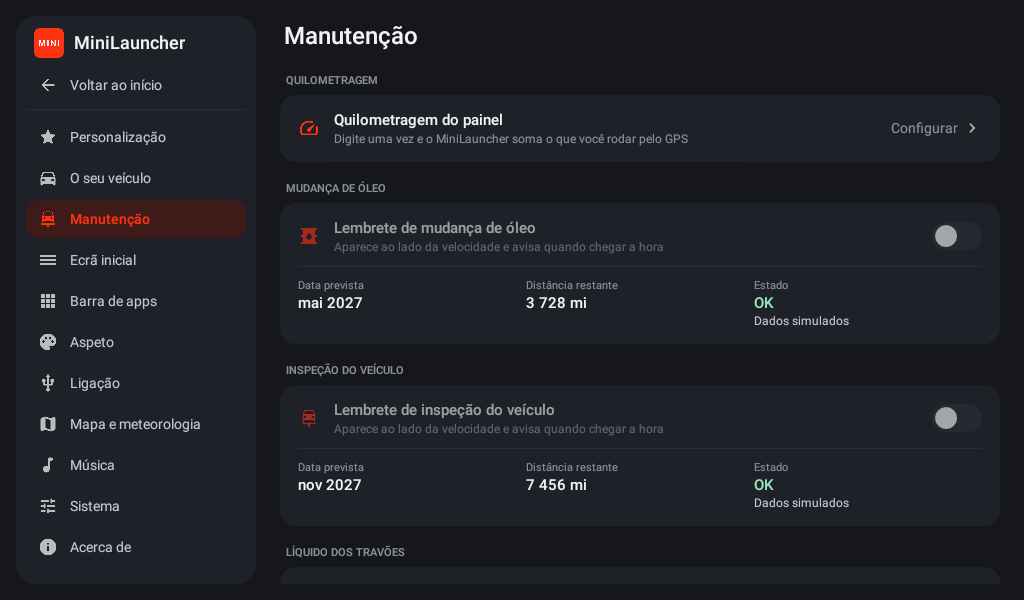 MINI
MiniLauncher
Voltar ao início
Personalização
O seu veículo
Manutenção
Ecrã inicial
Barra de apps
Aspeto
Ligação
Mapa e meteorologia
Música
Sistema
Acerca de
Manutenção
QUILOMETRAGEM
Quilometragem do painel
Digite uma vez e o MiniLauncher soma o que você rodar pelo GPS
Configurar
MUDANÇA DE ÓLEO
Lembrete de mudança de óleo
Aparece ao lado da velocidade e avisa quando chegar a hora
Data prevista
mai 2027
Distância restante
3 728 mi
Estado
OK
Dados simulados
INSPEÇÃO DO VEÍCULO
Lembrete de inspeção do veículo
Aparece ao lado da velocidade e avisa quando chegar a hora
Data prevista
nov 2027
Distância restante
7 456 mi
Estado
OK
Dados simulados
LÍQUIDO DOS TRAVÕES